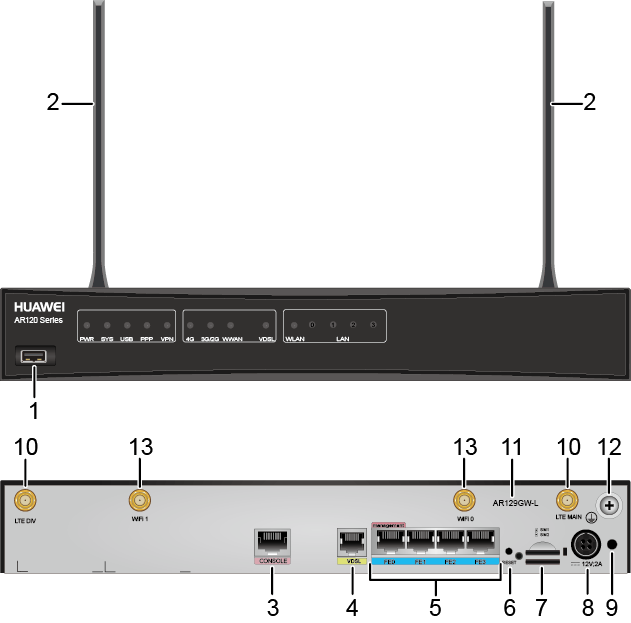 2 2
HUAWEI
AR120 Series
PWR SYS USB PPP VPN 4G 3G/2G WWAN VDSL WLAN 0 1 2 3
LAN
1
10 13 13 11 10 12
LTE DIV WIFI 1 WIFI 0 AR129GW-L LTE MAIN
Management
SIM1
SIM2
CONSOLE VDSL FE0 FE1 FE2 FE3 RESET 12V;2A
3 4 5 6 7 8 9